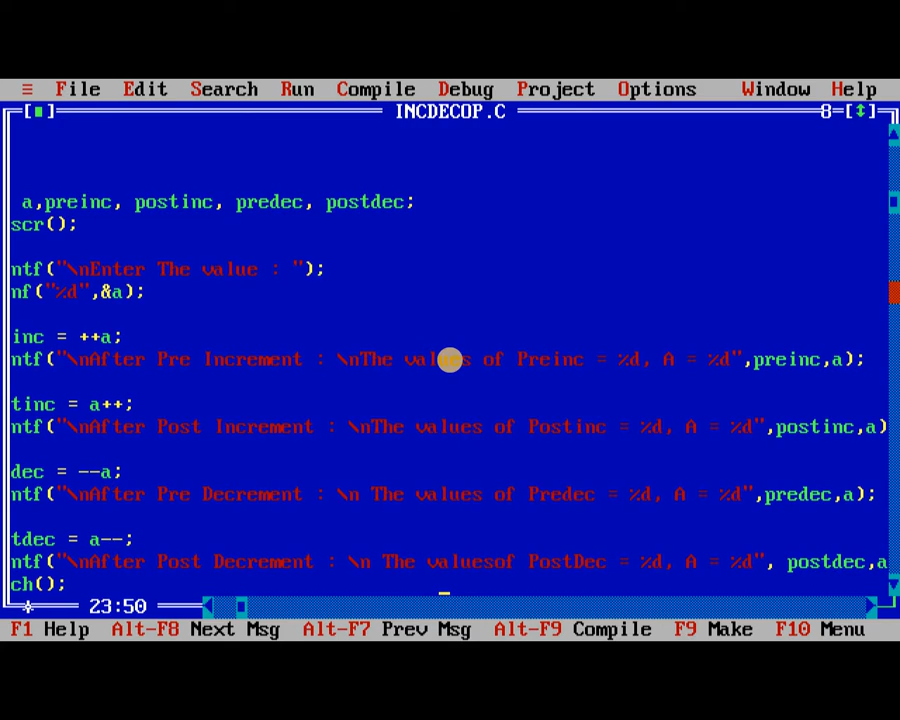 ≡ File Edit Search Run Compile Debug Project Options Window Help
[■] INCDECOP.C 8=[↕]
a,preinc, postinc, predec, postdec;
scr();
ntf("\nEnter The value : ");
nf("%d",&a);
inc = ++a;
ntf("\nAfter Pre Increment : \nThe values of Preinc = %d, A = %d",preinc,a);
tinc = a++;
ntf("\nAfter Post Increment : \nThe values of Postinc = %d, A = %d",postinc,a)
dec = --a;
ntf("\nAfter Pre Decrement : \n The values of Predec = %d, A = %d",predec,a);
tdec = a--;
ntf("\nAfter Post Decrement : \n The valuesof PostDec = %d, A = %d", postdec,a
ch();
23:50
F1 Help Alt-F8 Next Msg Alt-F7 Prev Msg Alt-F9 Compile F9 Make F10 Menu